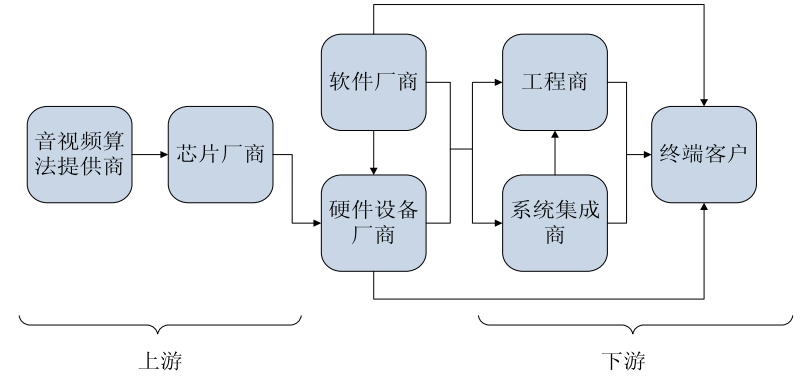 音视频算
法提供商
芯片厂商
软件厂商
硬件设备
厂商
工程商
系统集成
商
终端客户
上游
下游